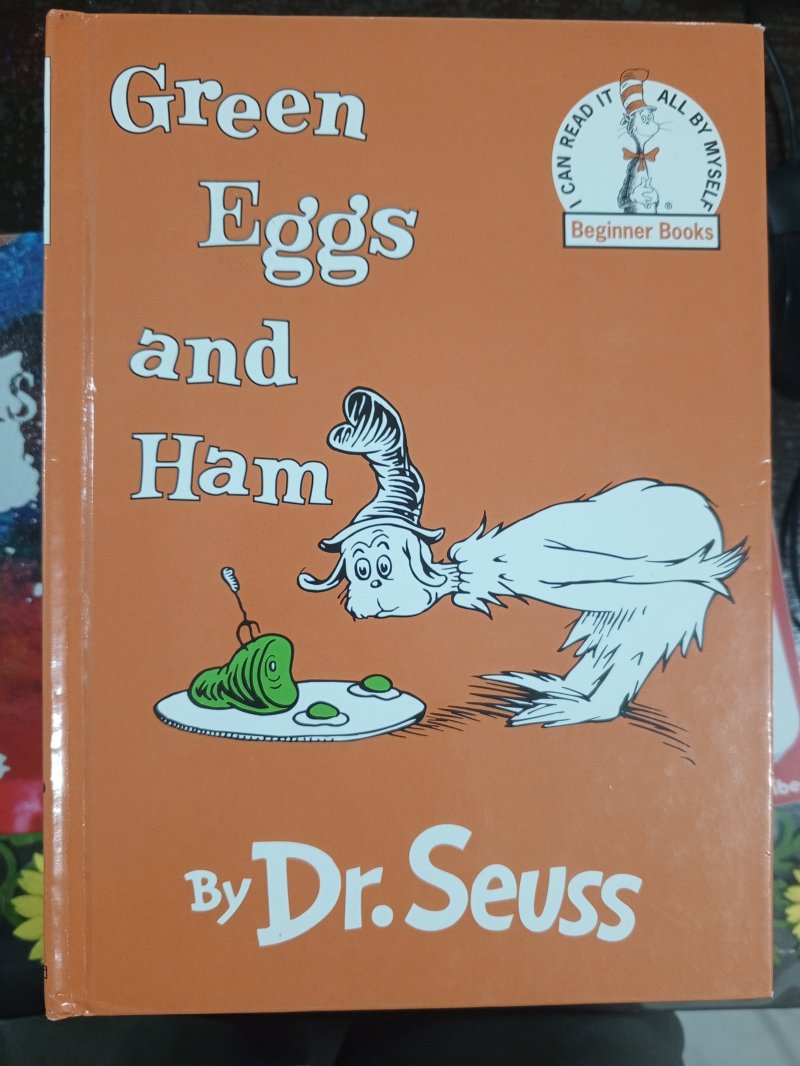 Green
Eggs
and
Ham
I CAN READ IT ALL BY MYSELF
®
Beginner Books
By Dr. Seuss